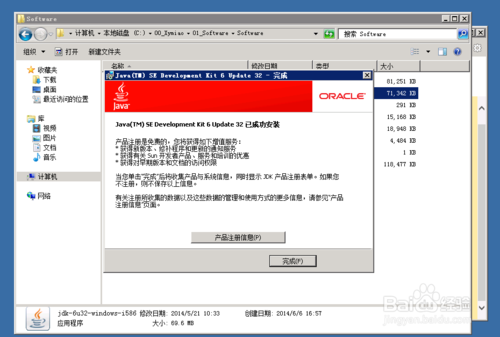 Software
计算机 本地磁盘 (C:) 00_Xymiao 01_Software Software
搜索 Software
组织 打开 新建文件夹
名称 修改日期 类型 大小
收藏夹
下载
桌面
最近访问的位置
库
视频
图片
文档
音乐
计算机
网络
81,251 KB
71,342 KB
291 KB
15,168 KB
18,948 KB
4,484 KB
1 KB
118,477 KB
Java(TM) SE Development Kit 6 Update 32 - 完成
Java
ORACLE
Java(TM) SE Development Kit 6 Update 32 已成功安装
产品注册是免费的，您将获得如下增值服务：
* 获得新版本、修补程序和更新的通知服务
* 获得有关 Sun 开发者产品、服务和培训的优惠
* 获得对早期版本和文档的访问权限
当您单击“完成”后将收集产品与系统信息，同时显示 JDK 产品注册表单。如果您
不注册，则不保存以上信息。
有关注册所收集的数据以及这些数据的管理和使用方式的更多信息，请参见“产品
注册信息”页面。
产品注册信息(P)
完成(F)
jdk-6u32-windows-i586 修改日期: 2014/5/21 10:33 创建日期: 2014/6/6 16:57
应用程序 大小: 69.6 MB
Baidu 经验
jingyan.baidu.com